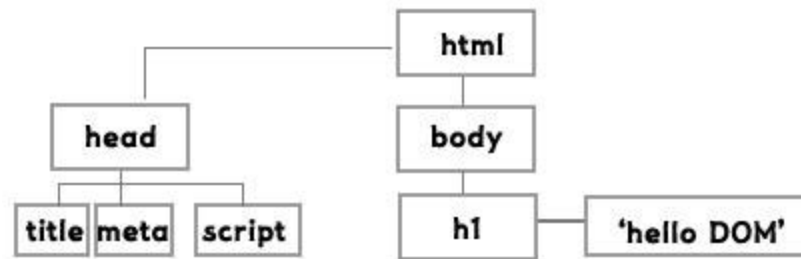 html
head
body
title
meta
script
h1
‘hello DOM’